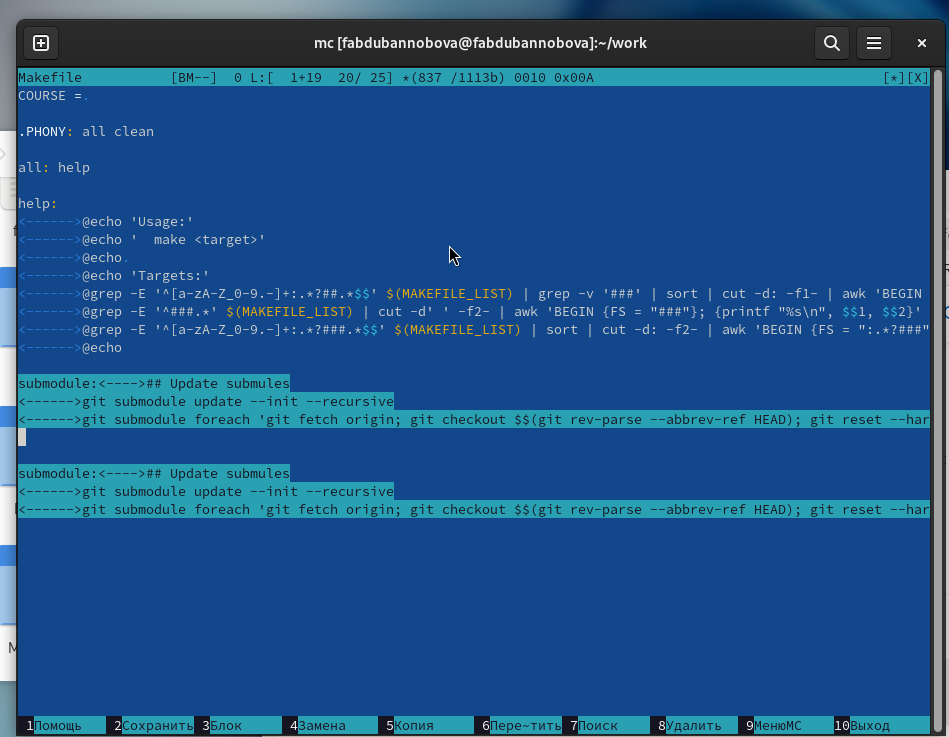 mc [fabdubannobova@fabdubannobova]:~/work
Makefile [BM--] 0 L:[ 1+19 20/ 25] *(837 /1113b) 0010 0x00A [*][X]
COURSE =.
.PHONY: all clean
all: help
help:
<------>@echo 'Usage:'
<------>@echo '  make <target>'
<------>@echo.
<------>@echo 'Targets:'
<------>@grep -E '^[a-zA-Z_0-9.-]+:.*?##.*$$' $(MAKEFILE_LIST) | grep -v '###' | sort | cut -d: -f1- | awk 'BEGIN
<------>@grep -E '^###.*' $(MAKEFILE_LIST) | cut -d' ' -f2- | awk 'BEGIN {FS = "###"}; {printf "%s\n", $$1, $$2}'
<------>@grep -E '^[a-zA-Z_0-9.-]+:.*?###.*$$' $(MAKEFILE_LIST) | sort | cut -d: -f2- | awk 'BEGIN {FS = ":.*?###"
<------>@echo
submodule:<---->## Update submules
<------>git submodule update --init --recursive
<------>git submodule foreach 'git fetch origin; git checkout $$(git rev-parse --abbrev-ref HEAD); git reset --har
submodule:<---->## Update submules
<------>git submodule update --init --recursive
<------>git submodule foreach 'git fetch origin; git checkout $$(git rev-parse --abbrev-ref HEAD); git reset --har
1Помощь 2Сохранить 3Блок 4Замена 5Копия 6Пере~тить 7Поиск 8Удалить 9МенюMC 10Выход